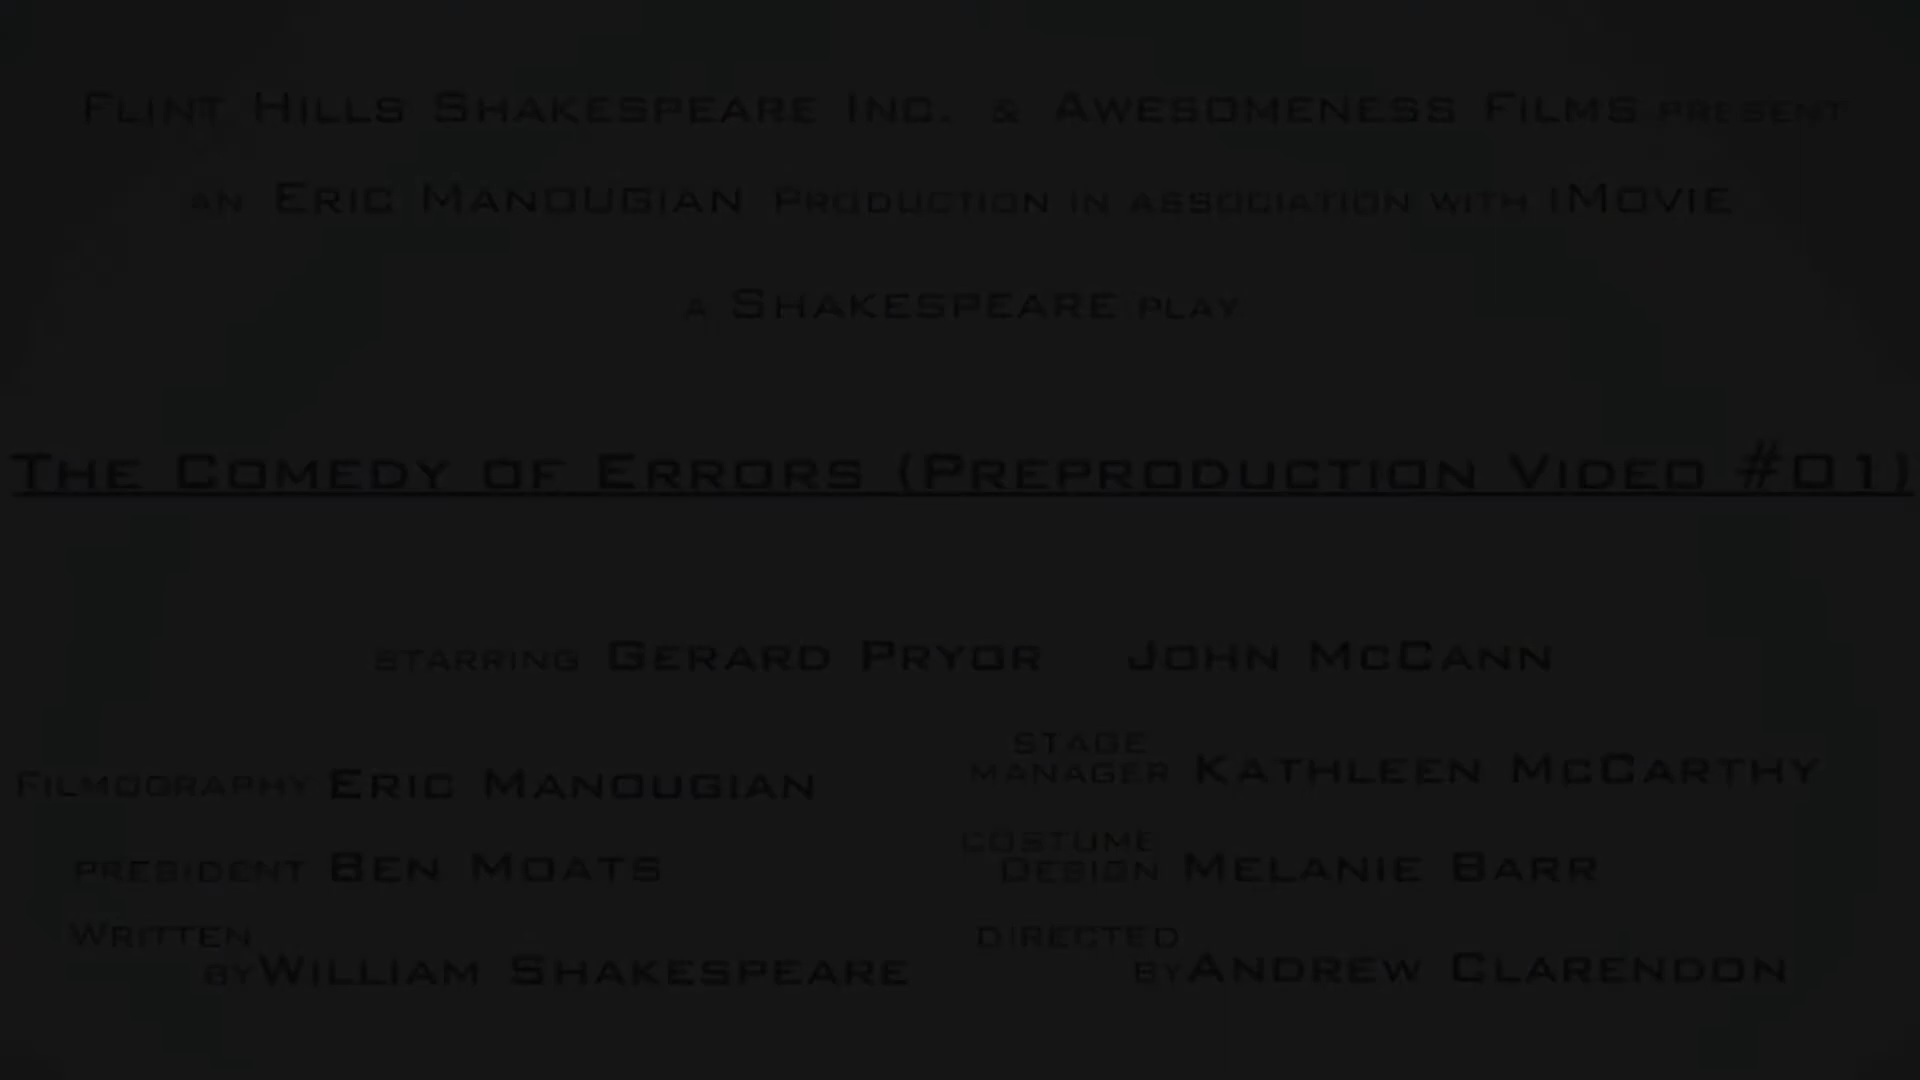 Flint Hills Shakespeare Inc. & Awesomeness Films present
an Eric Manougian Production in association with iMovie
a Shakespeare play
The Comedy of Errors (Preproduction Video #01)
starring Gerard Pryor John McCann
Filmography Eric Manougian
president Ben Moats
Written
by William Shakespeare
stage
manager Kathleen McCarthy
costume
Design Melanie Barr
directed
by Andrew Clarendon